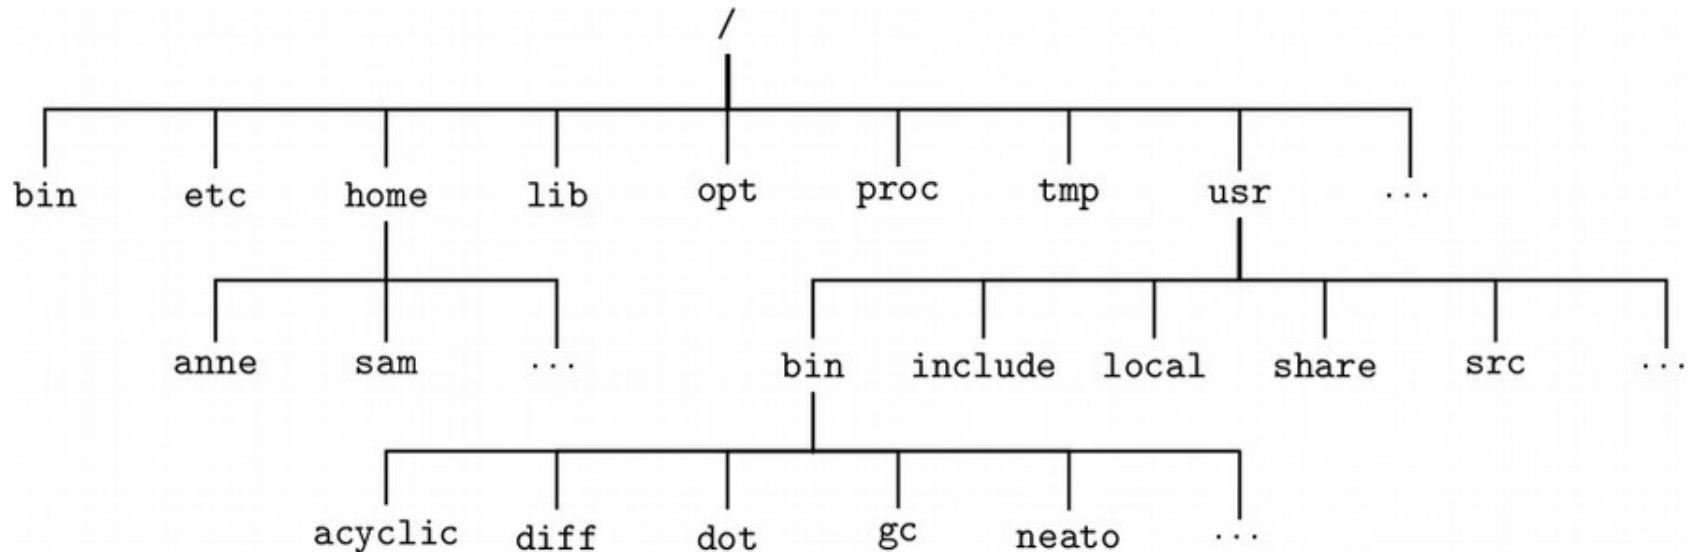 /
bin etc home lib opt proc tmp usr ...
anne sam ... bin include local share src ...
acyclic diff dot gc neato ...